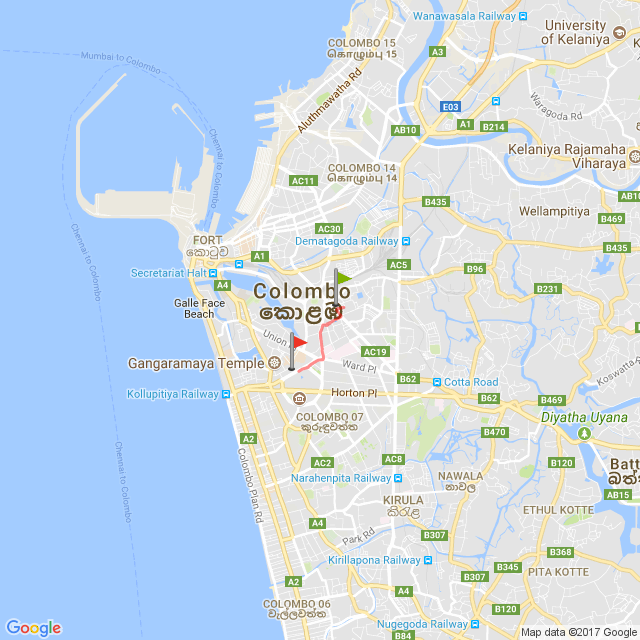 Wanawasala Railway
University
of Kelaniya
COLOMBO 15
கொழும்பு 15
A3
Mumbai to Colombo
Aluthmawatha Rd
E03
Waragoda Rd
A1
AB10
B214
Kelaniya Rajamaha
Viharaya
Chennai to Colombo
COLOMBO 14
கொழும்பு 14
AC11
AB10
B435
Wellampitiya
B469
AC30
FORT
කොටුව
Dematagoda Railway
B435
A1
Chennai to Colombo
Secretariat Halt
AC5
B96
A4
Colombo
කොළඹ
B231
Galle Face
Beach
Union
AC19
Gangaramaya Temple
Ward Pl
Koswatta
B62
Cotta Road
Kollupitiya Railway
Horton Pl
B62
B469
COLOMBO 07
කුරුඳුවත්ත
Diyatha Uyana
B470
A2
Chennai to Colombo
Colombo Plan Rd
AC2
AC8
B120
Narahenpita Railway
NAWALA
නාවල
AB15
KIRULA
කිරුළ
ETHUL KOTTE
A4
Park Rd
B307
B307
B120
B368
Kirillapona Railway
B345
PITA KOTTE
A2
A4
COLOMBO 06
වැල්ලවත්ත
B307
B120
Nugegoda Railway
B84
Google
Map data ©2017 Google